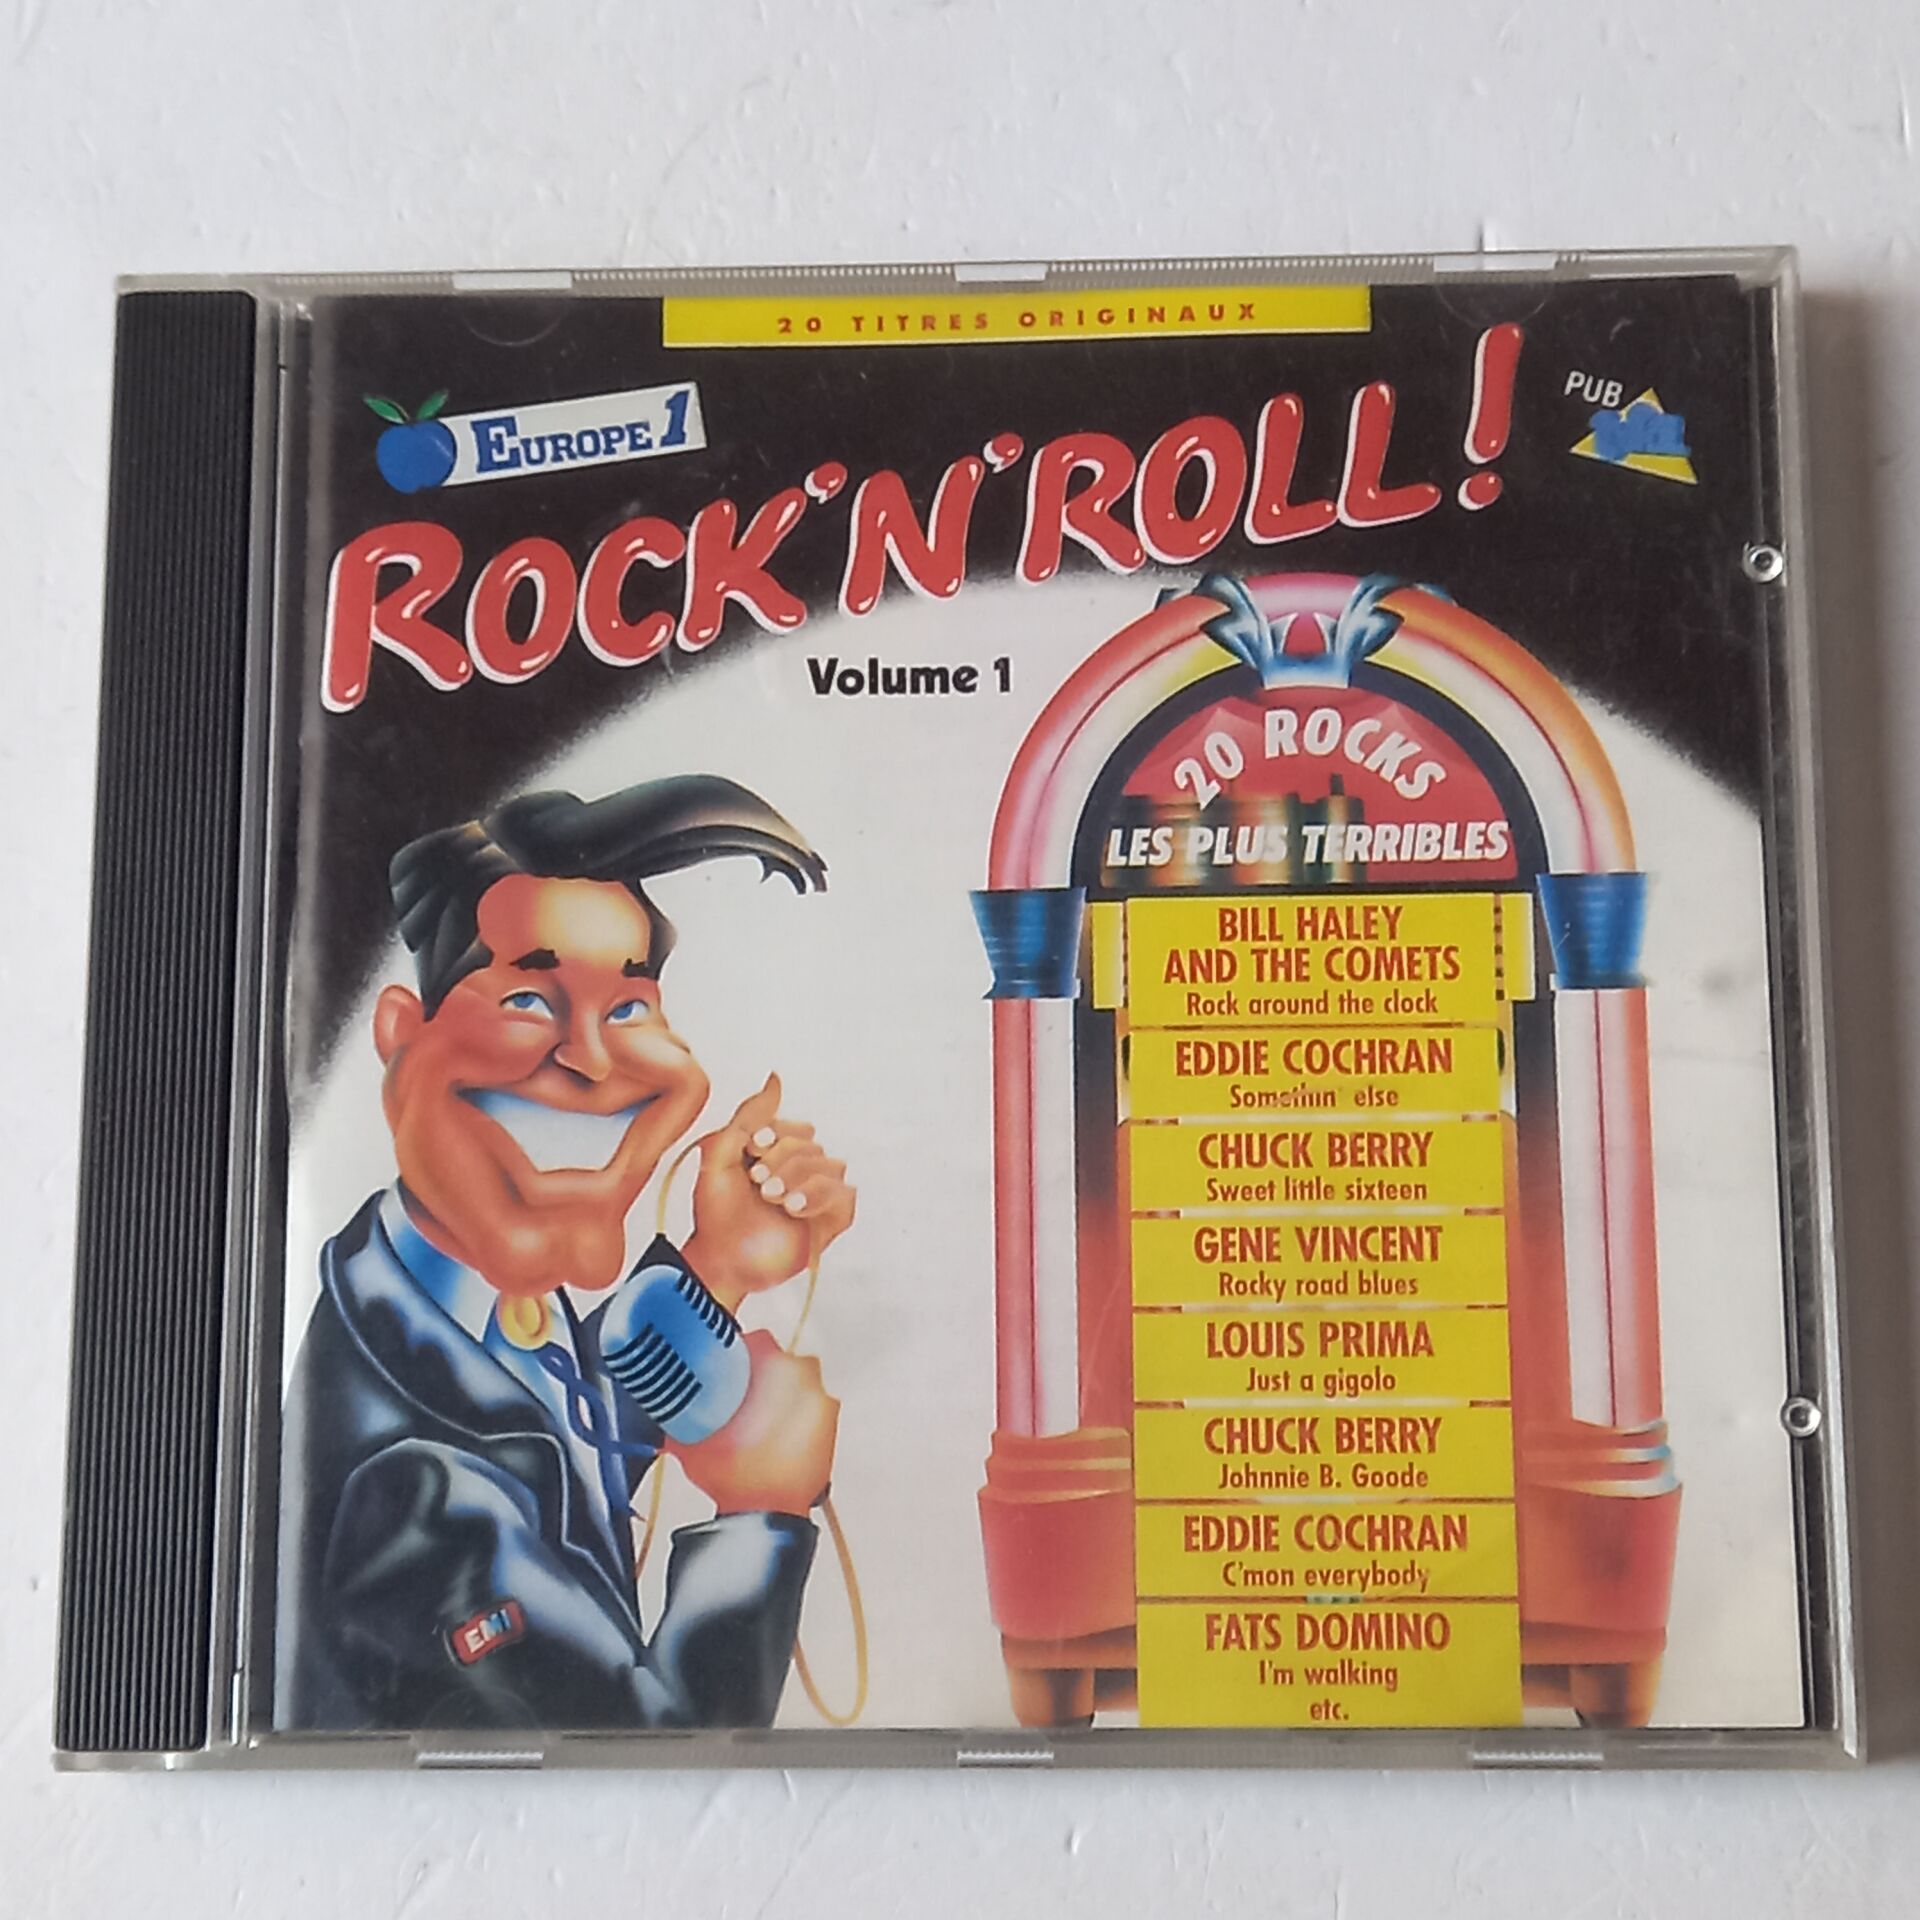 20 TITRES ORIGINAUX
EUROPE 1
PUB
ROCK'N'ROLL!
Volume 1
20 ROCKS
LES PLUS TERRIBLES
BILL HALEY
AND THE COMETS
Rock around the clock
EDDIE COCHRAN
Somethin' else
CHUCK BERRY
Sweet little sixteen
GENE VINCENT
Rocky road blues
LOUIS PRIMA
Just a gigolo
CHUCK BERRY
Johnnie B. Goode
EDDIE COCHRAN
C'mon everybody
FATS DOMINO
I'm walking
etc.
EMI